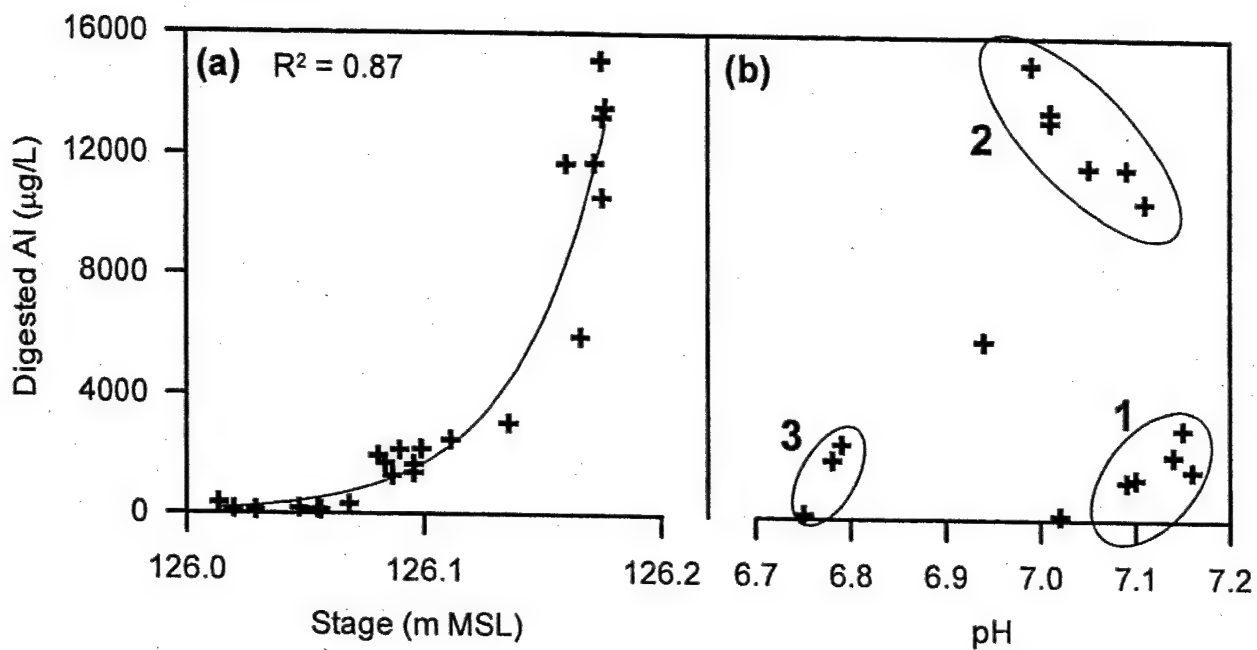 16000
(a) R² = 0.87
(b)
12000
2
8000
Digested Al (µg/L)
4000
3
1
0
126.0 126.1 126.2
6.7 6.8 6.9 7.0 7.1 7.2
Stage (m MSL)
pH